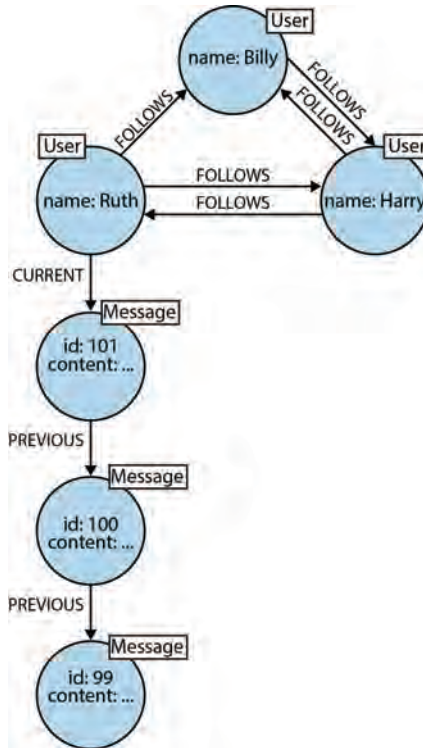 User
name: Billy
FOLLOWS
FOLLOWS
FOLLOWS
User
User
name: Ruth
FOLLOWS
FOLLOWS
name: Harry
CURRENT
Message
id: 101
content: ...
PREVIOUS
Message
id: 100
content: ...
PREVIOUS
Message
id: 99
content: ...